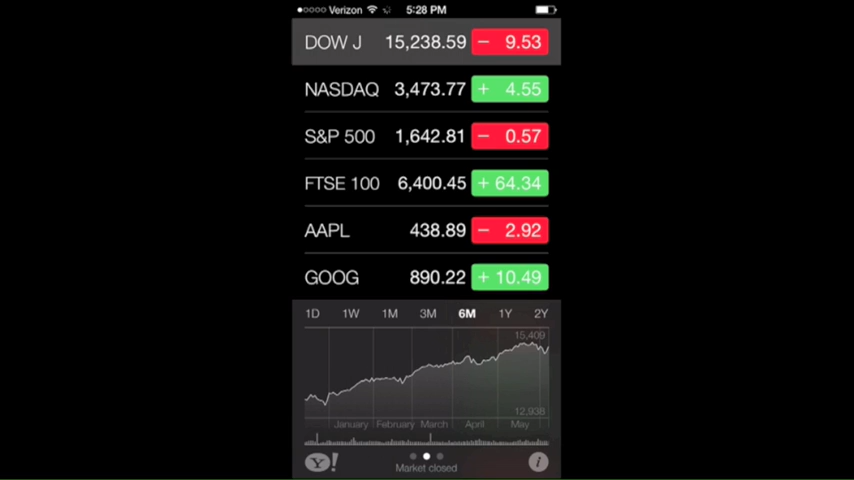 Verizon 5:28 PM
DOW J 15,238.59 − 9.53
NASDAQ 3,473.77 + 4.55
S&P 500 1,642.81 − 0.57
FTSE 100 6,400.45 + 64.34
AAPL 438.89 − 2.92
GOOG 890.22 + 10.49
1D 1W 1M 3M 6M 1Y 2Y
15,409
12,938
January February March April May
Y! i
Market closed